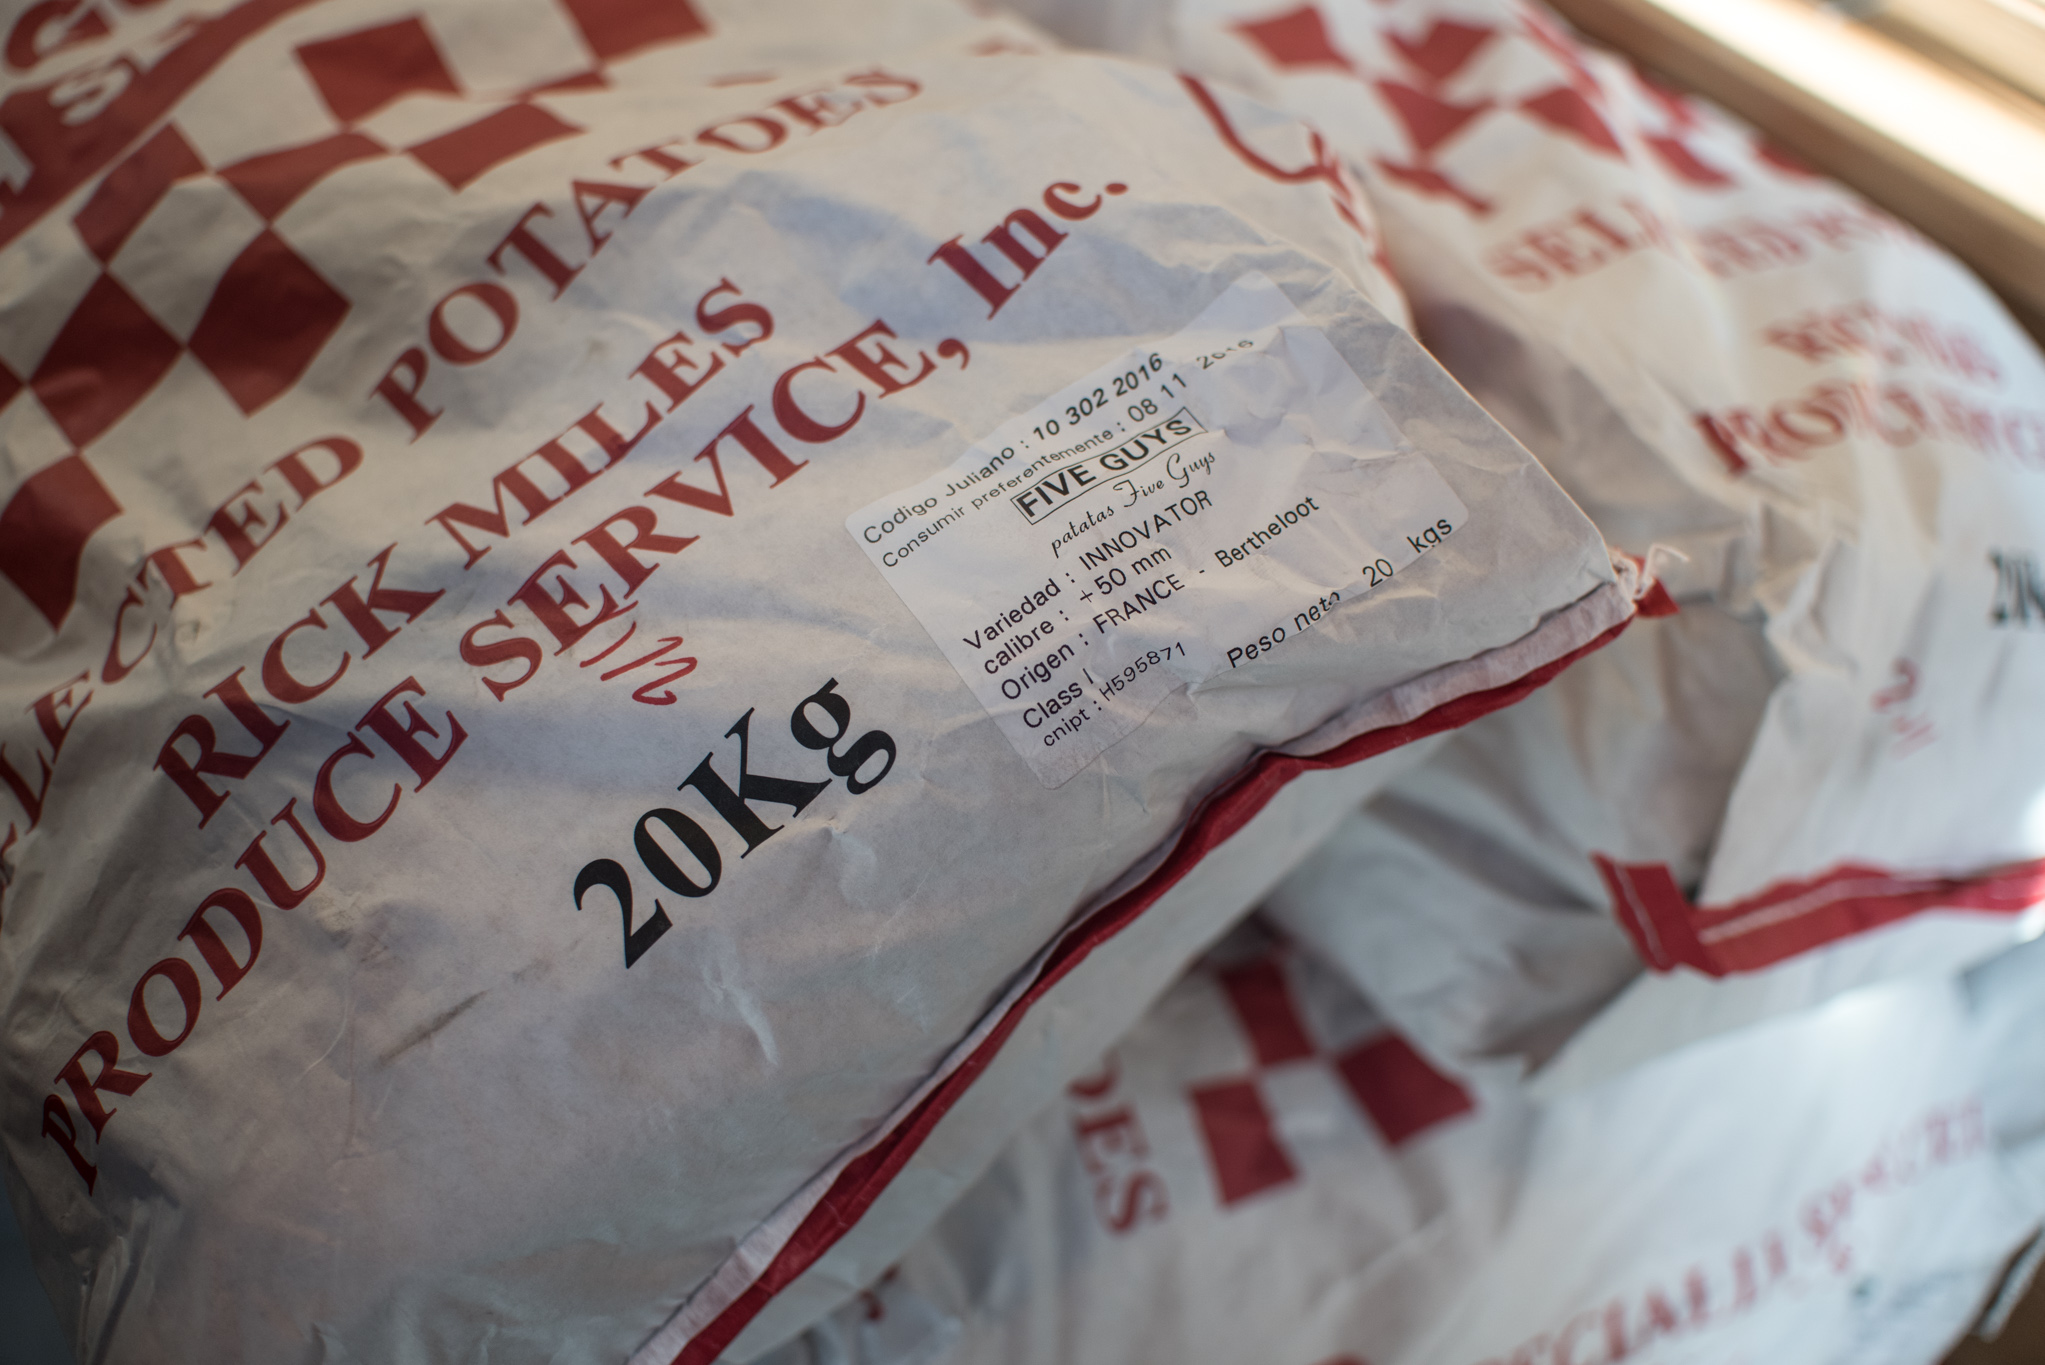 SELECTED POTATOES
RICK MILES
PRODUCE SERVICE, Inc.
20Kg
Codigo Juliano : 10 302 2016
Consumir preferentemente : 08 11 2016
FIVE GUYS
patatas Five Guys
Variedad : INNOVATOR
calibre : +50 mm
Origen : FRANCE - Bertheloot
Class I
cnipt : H595871
Peso neto 20 kgs